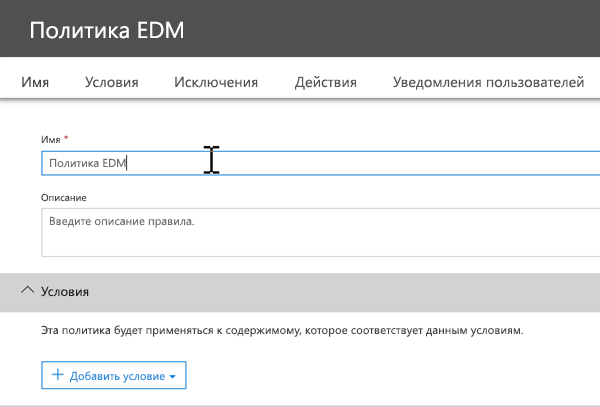 Политика EDM
Имя Условия Исключения Действия Уведомления пользователей
Имя *
Политика EDM
Описание
Введите описание правила.
Условия
Эта политика будет применяться к содержимому, которое соответствует данным условиям.
Добавить условие